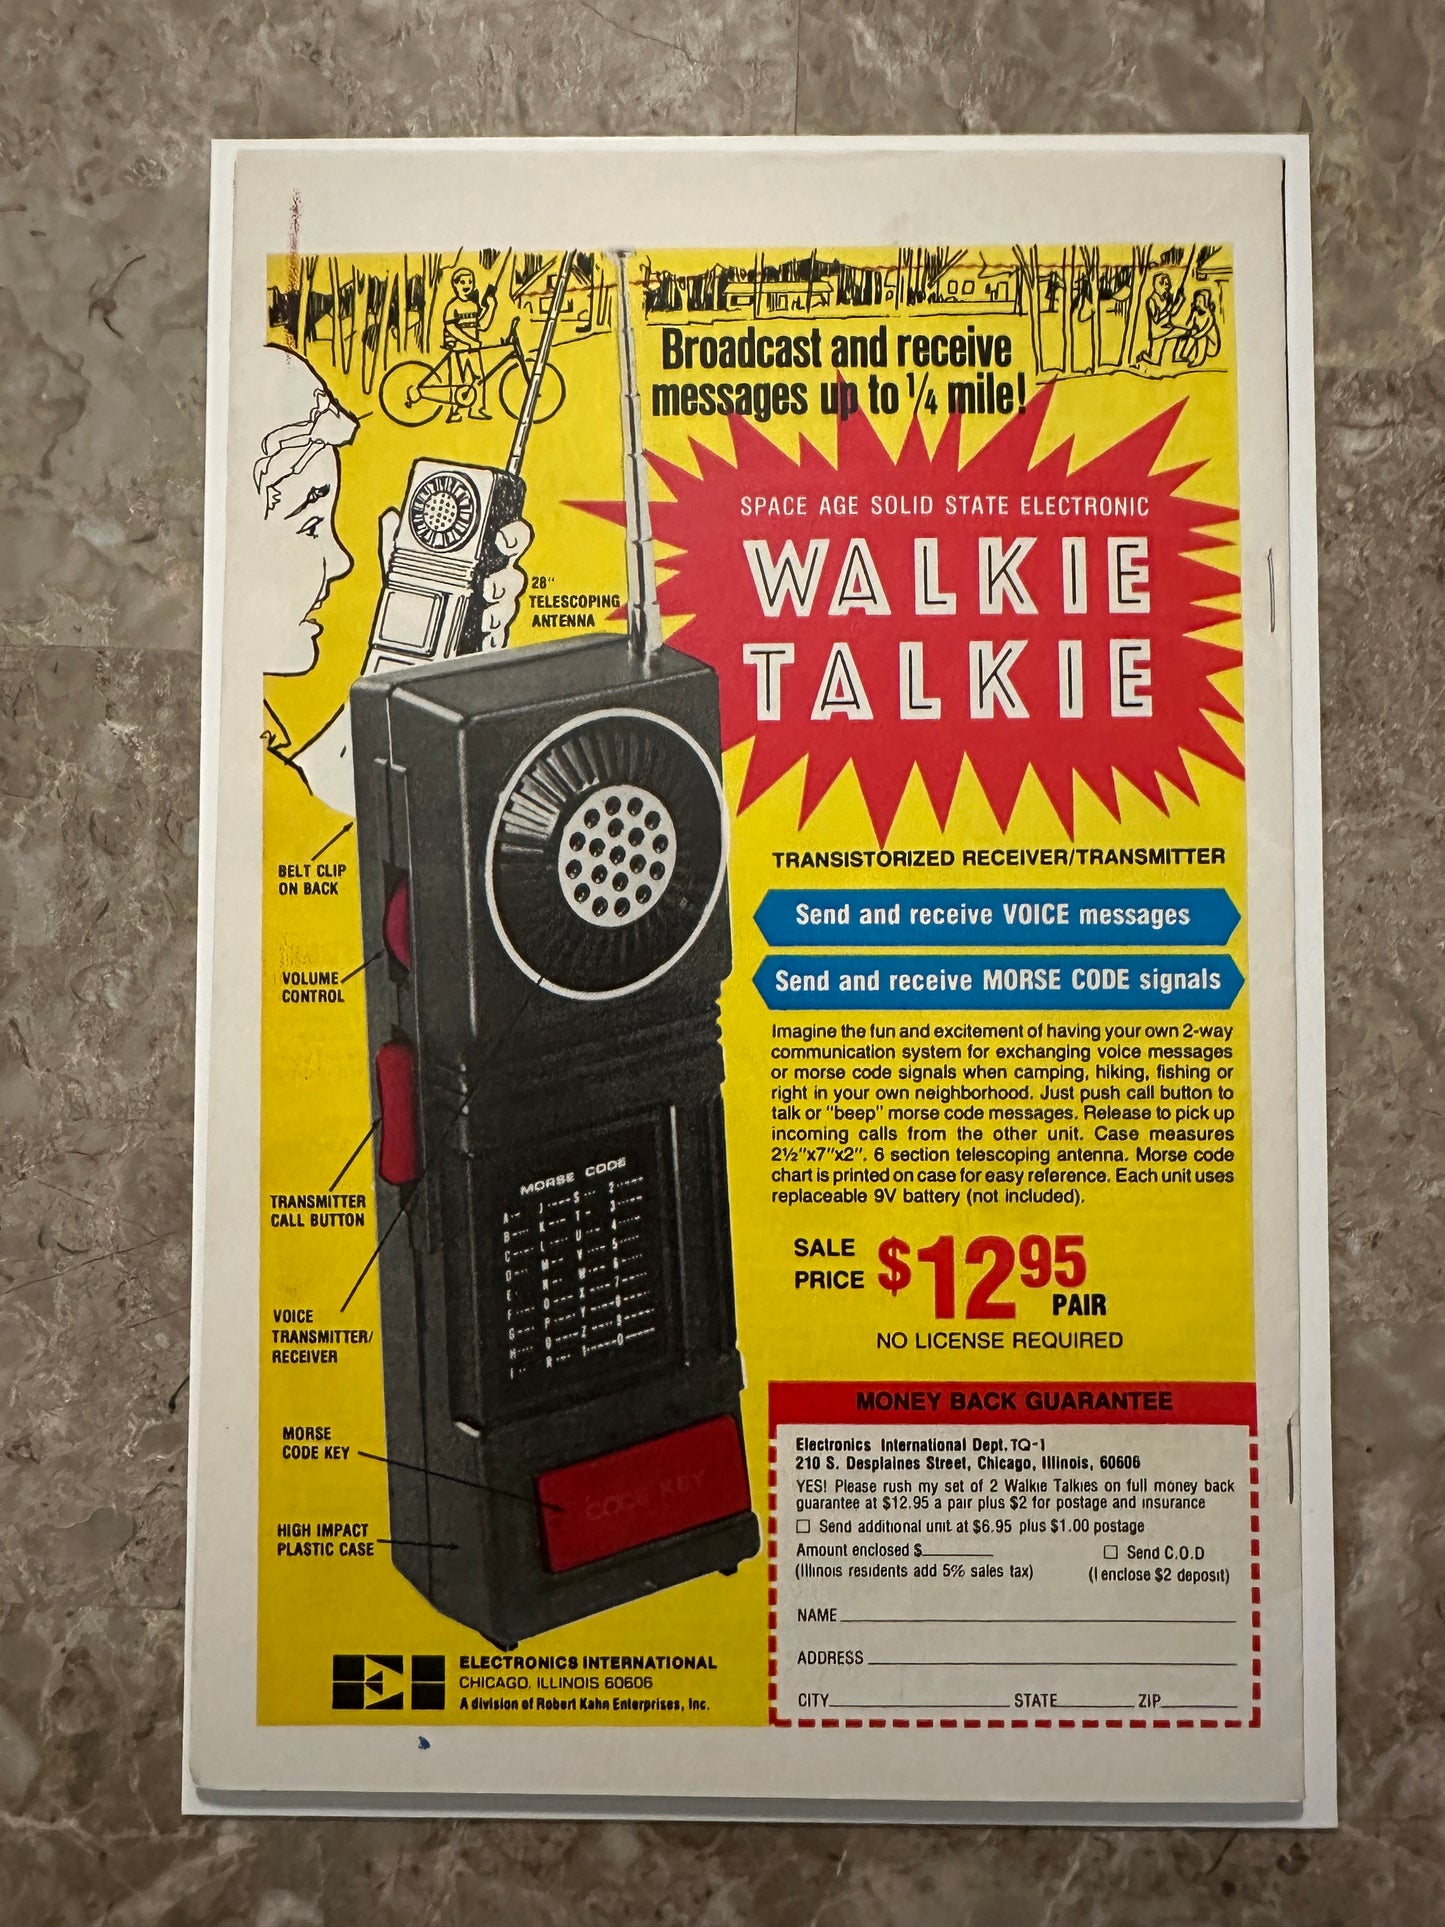 Broadcast and receive
messages up to 1/4 mile!
SPACE AGE SOLID STATE ELECTRONIC
WALKIE
TALKIE
28"
TELESCOPING
ANTENNA
TRANSISTORIZED RECEIVER/TRANSMITTER
BELT CLIP
ON BACK
Send and receive VOICE messages
VOLUME
CONTROL
Send and receive MORSE CODE signals
Imagine the fun and excitement of having your own 2-way
communication system for exchanging voice messages
or morse code signals when camping, hiking, fishing or
right in your own neighborhood. Just push call button to
talk or "beep" morse code messages. Release to pick up
incoming calls from the other unit. Case measures
2½"x7"x2". 6 section telescoping antenna. Morse code
chart is printed on case for easy reference. Each unit uses
replaceable 9V battery (not included).
MORSE CODE
TRANSMITTER
CALL BUTTON
SALE
PRICE $1295
PAIR
NO LICENSE REQUIRED
VOICE
TRANSMITTER/
RECEIVER
MORSE
CODE KEY
CODE KEY
HIGH IMPACT
PLASTIC CASE
MONEY BACK GUARANTEE
Electronics International Dept. TQ-1
210 S. Desplaines Street, Chicago, Illinois, 60606
YES! Please rush my set of 2 Walkie Talkies on full money back
guarantee at $12.95 a pair plus $2 for postage and insurance
☐ Send additional unit at $6.95 plus $1.00 postage
Amount enclosed $________ ☐ Send C.O.D
(Illinois residents add 5% sales tax) (I enclose $2 deposit)
NAME
ADDRESS
CITY STATE ZIP
ELECTRONICS INTERNATIONAL
CHICAGO, ILLINOIS 60606
A division of Robert Kahn Enterprises, Inc.